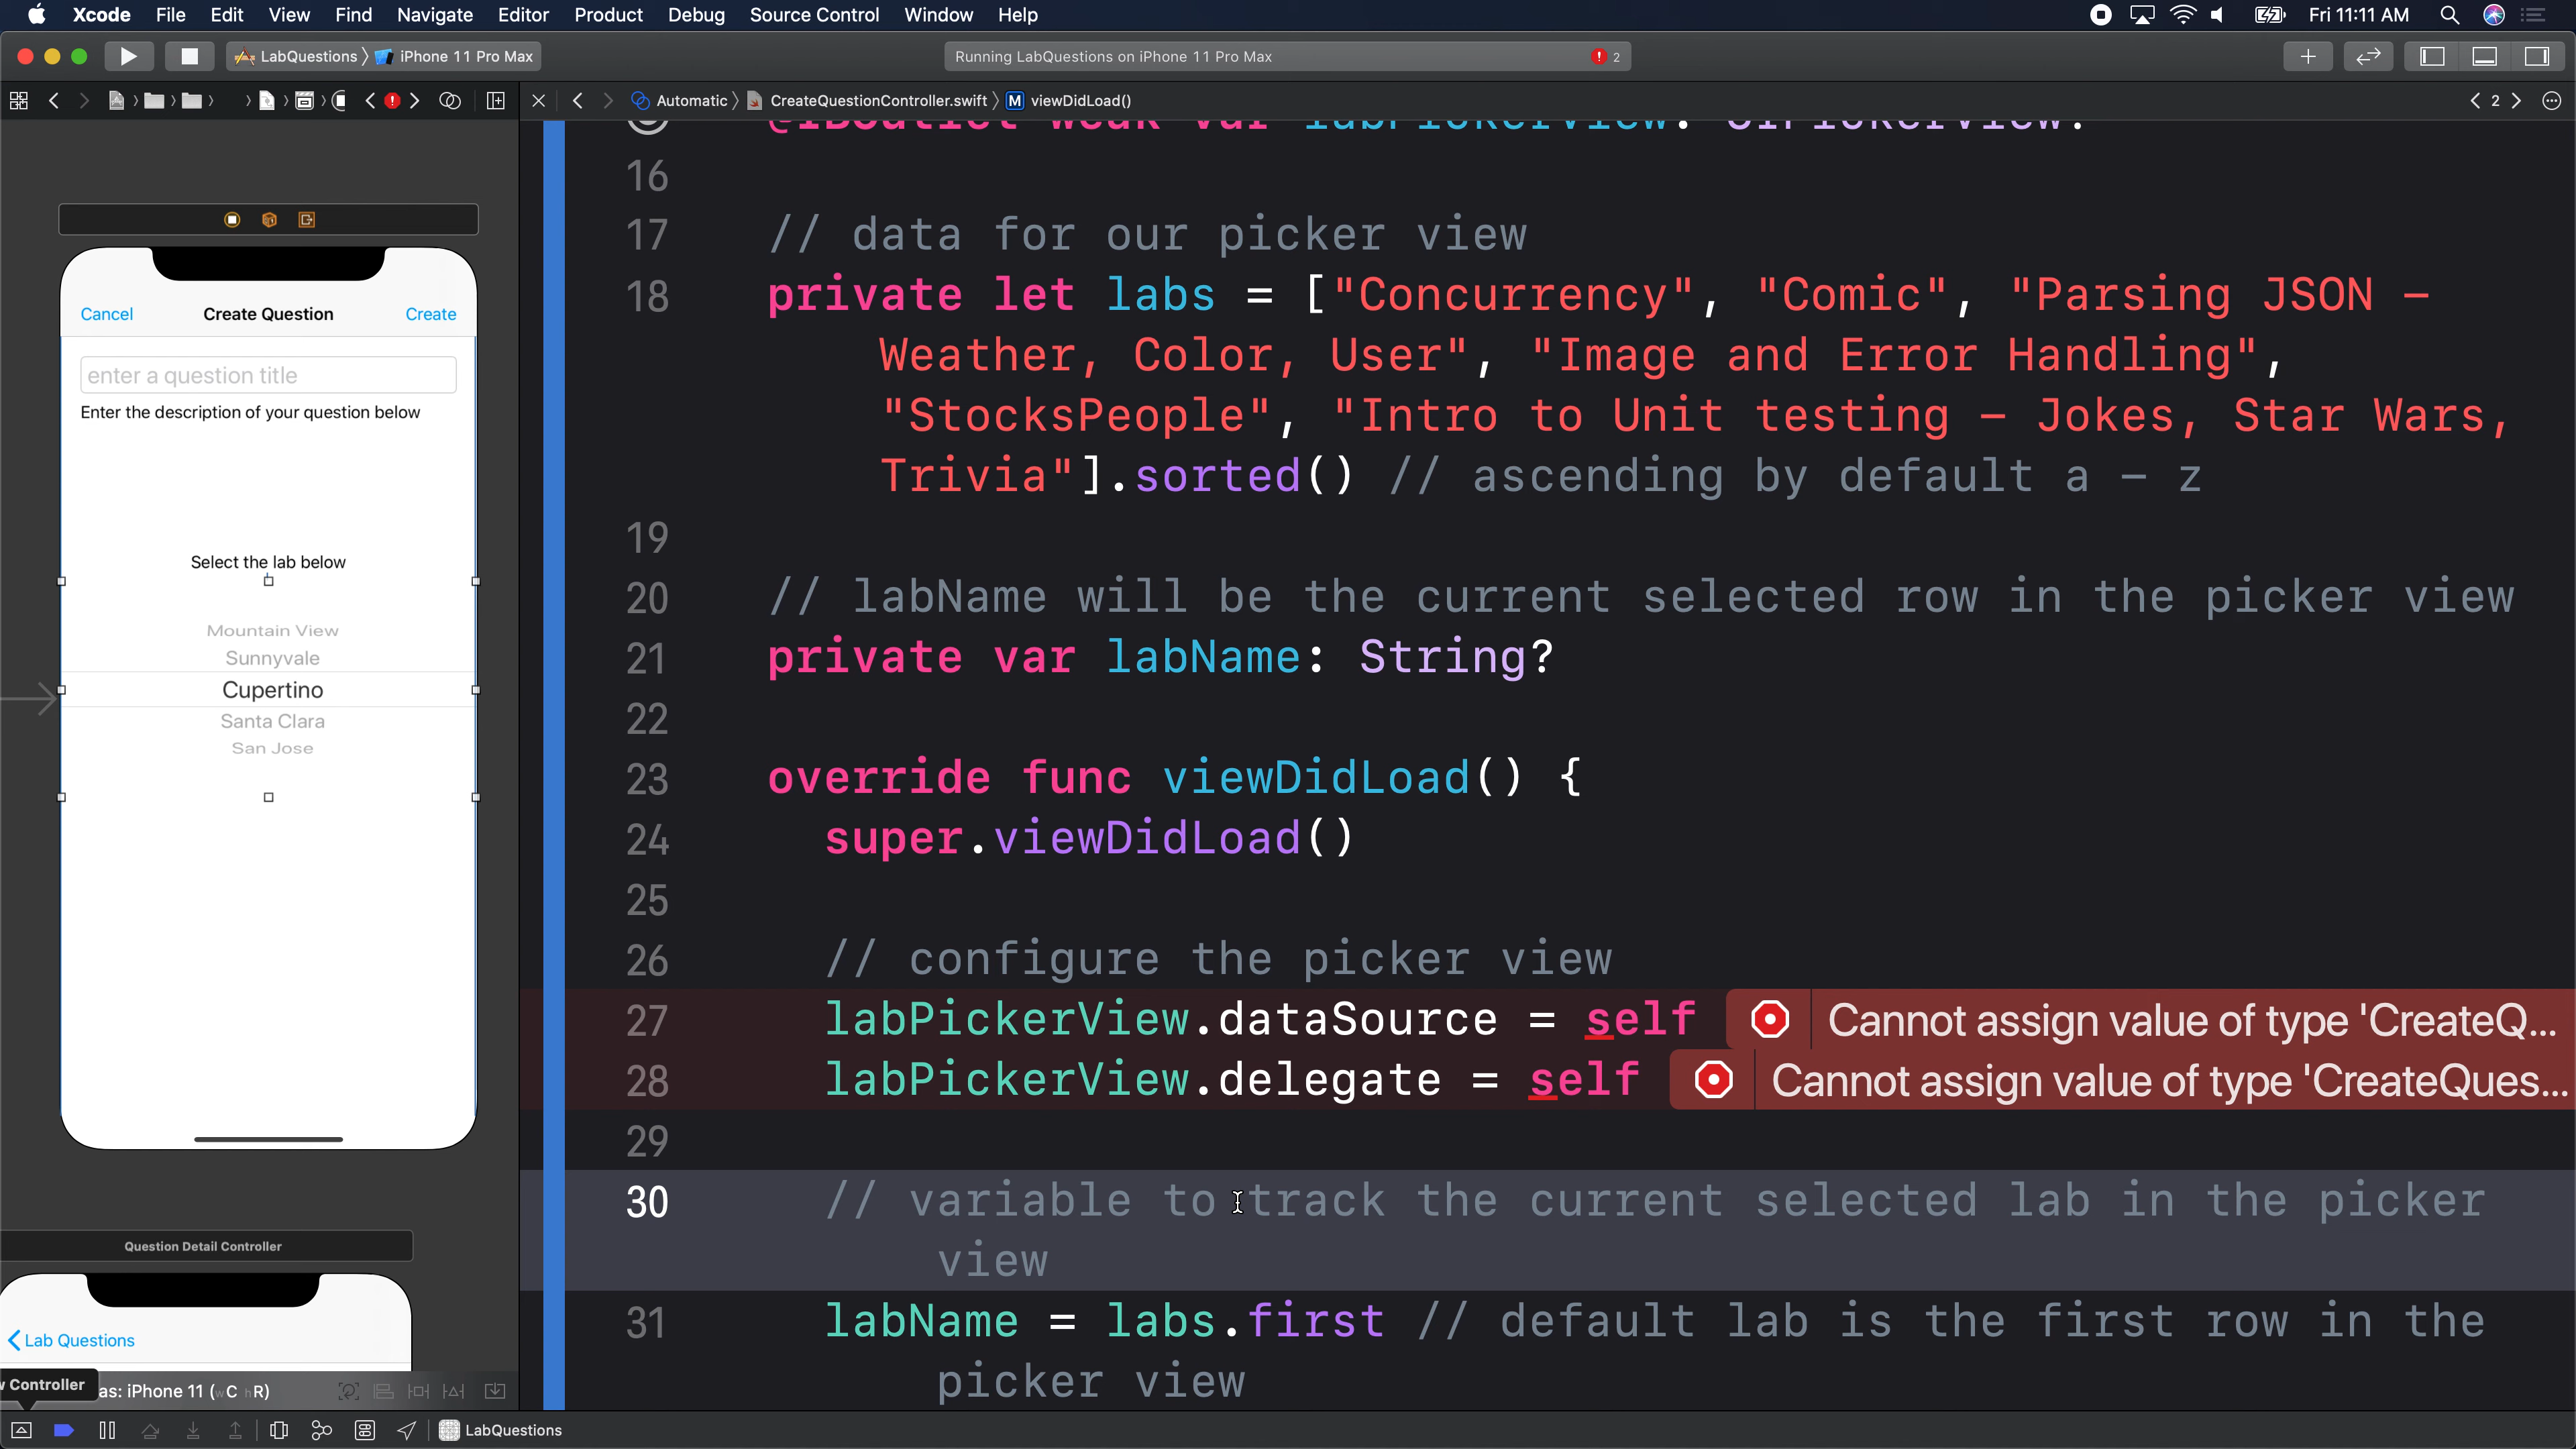 Xcode File Edit View Find Navigate Editor Product Debug Source Control Window Help Fri 11:11 AM
LabQuestions iPhone 11 Pro Max Running LabQuestions on iPhone 11 Pro Max 2
Automatic CreateQuestionController.swift M viewDidLoad() 2
@IBOutlet weak var labPickerView: UIPickerView!
16
17 // data for our picker view
18 private let labs = ["Concurrency", "Comic", "Parsing JSON -
Weather, Color, User", "Image and Error Handling",
"StocksPeople", "Intro to Unit testing - Jokes, Star Wars,
Trivia"].sorted() // ascending by default a - z
19
20 // labName will be the current selected row in the picker view
21 private var labName: String?
22
23 override func viewDidLoad() {
24 super.viewDidLoad()
25
26 // configure the picker view
27 labPickerView.dataSource = self Cannot assign value of type 'CreateQ...
28 labPickerView.delegate = self Cannot assign value of type 'CreateQues...
29
30 // variable to track the current selected lab in the picker
view
31 labName = labs.first // default lab is the first row in the
picker view
Cancel Create Question Create
enter a question title
Enter the description of your question below
Select the lab below
Mountain View
Sunnyvale
Cupertino
Santa Clara
San Jose
Question Detail Controller
Lab Questions
Controller as: iPhone 11 (wC hR)
LabQuestions